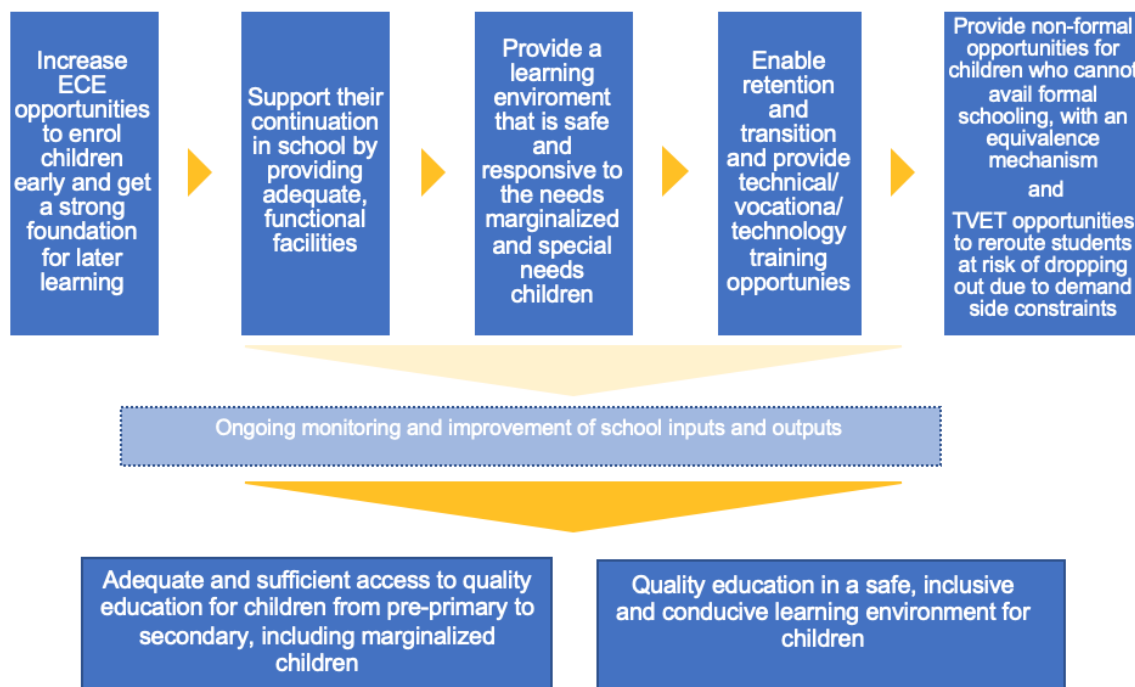 Increase
ECE
opportunities
to enrol
children
early and get
a strong
foundation
for later
learning
Support their
continuation
in school by
providing
adequate,
functional
facilities
Provide a
learning
enviroment
that is safe
and
responsive to
the needs
marginalized
and special
needs
children
Enable
retention
and
transition
and provide
technical/
vocationa/
technology
training
opportunies
Provide non-formal
opportunities for
children who cannot
avail formal
schooling, with an
equivalence
mechanism
and
TVET opportunities
to reroute students
at risk of dropping
out due to demand
side constraints
Ongoing monitoring and improvement of school inputs and outputs
Adequate and sufficient access to quality
education for children from pre-primary to
secondary, including marginalized
children
Quality education in a safe, inclusive
and conducive learning environment for
children